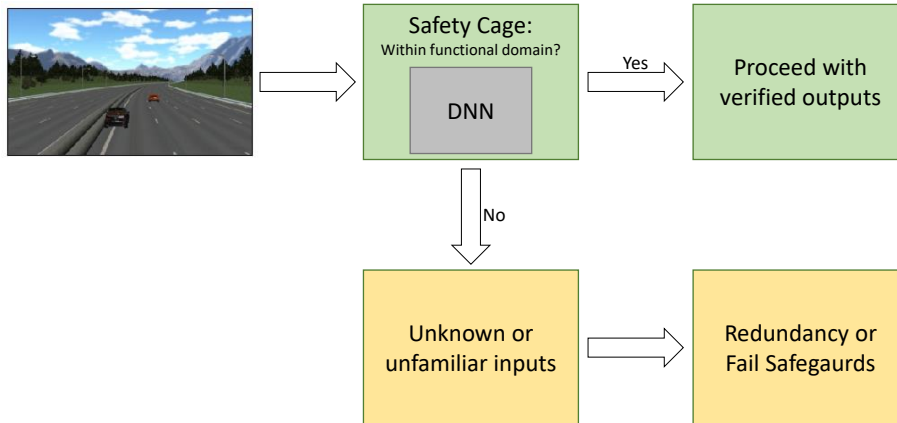 Safety Cage:
Within functional domain?
DNN
Yes
Proceed with
verified outputs
No
Unknown or
unfamiliar inputs
Redundancy or
Fail Safegaurds